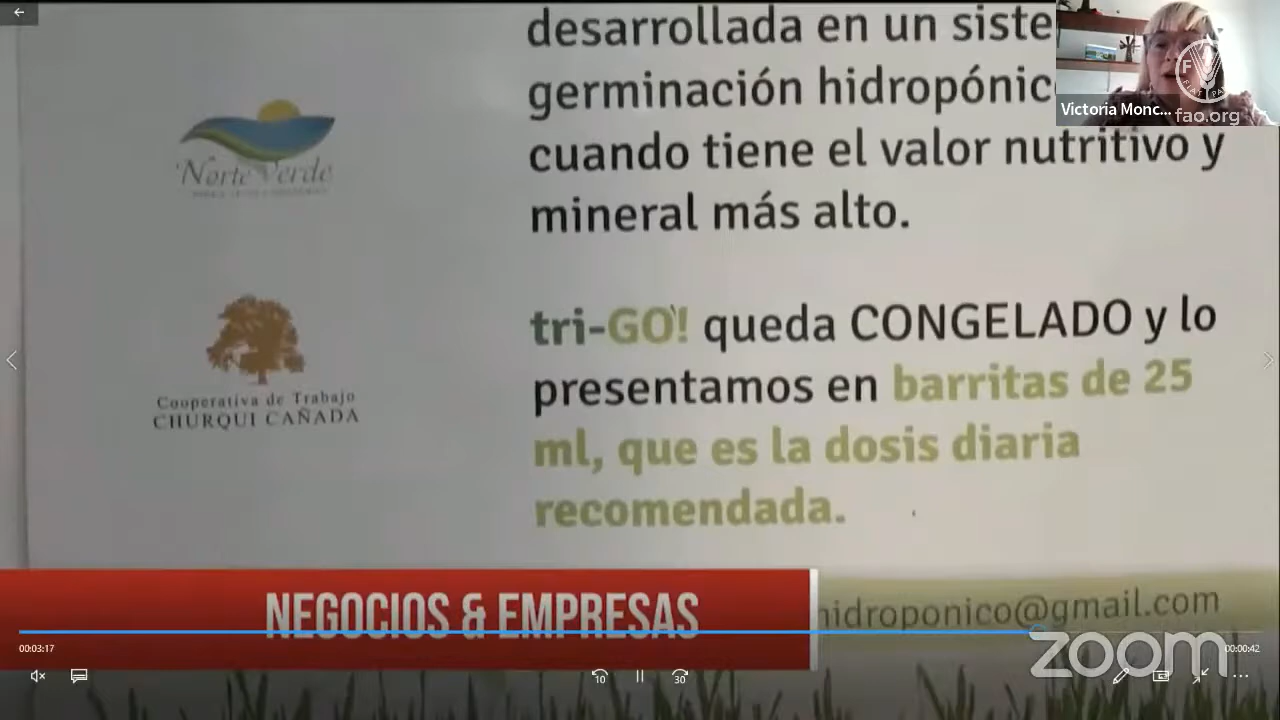 desarrollada en un siste
germinación hidropónic
cuando tiene el valor nutritivo y
mineral más alto.
Norte Verde
Cooperativa de Trabajo
CHURQUI CAÑADA
tri-GO! queda CONGELADO y lo
presentamos en barritas de 25
ml, que es la dosis diaria
recomendada.
Victoria Monc...
fao.org
NEGOCIOS & EMPRESAS
hidroponico@gmail.com
00:03:17
00:00:42
10
30
zoom